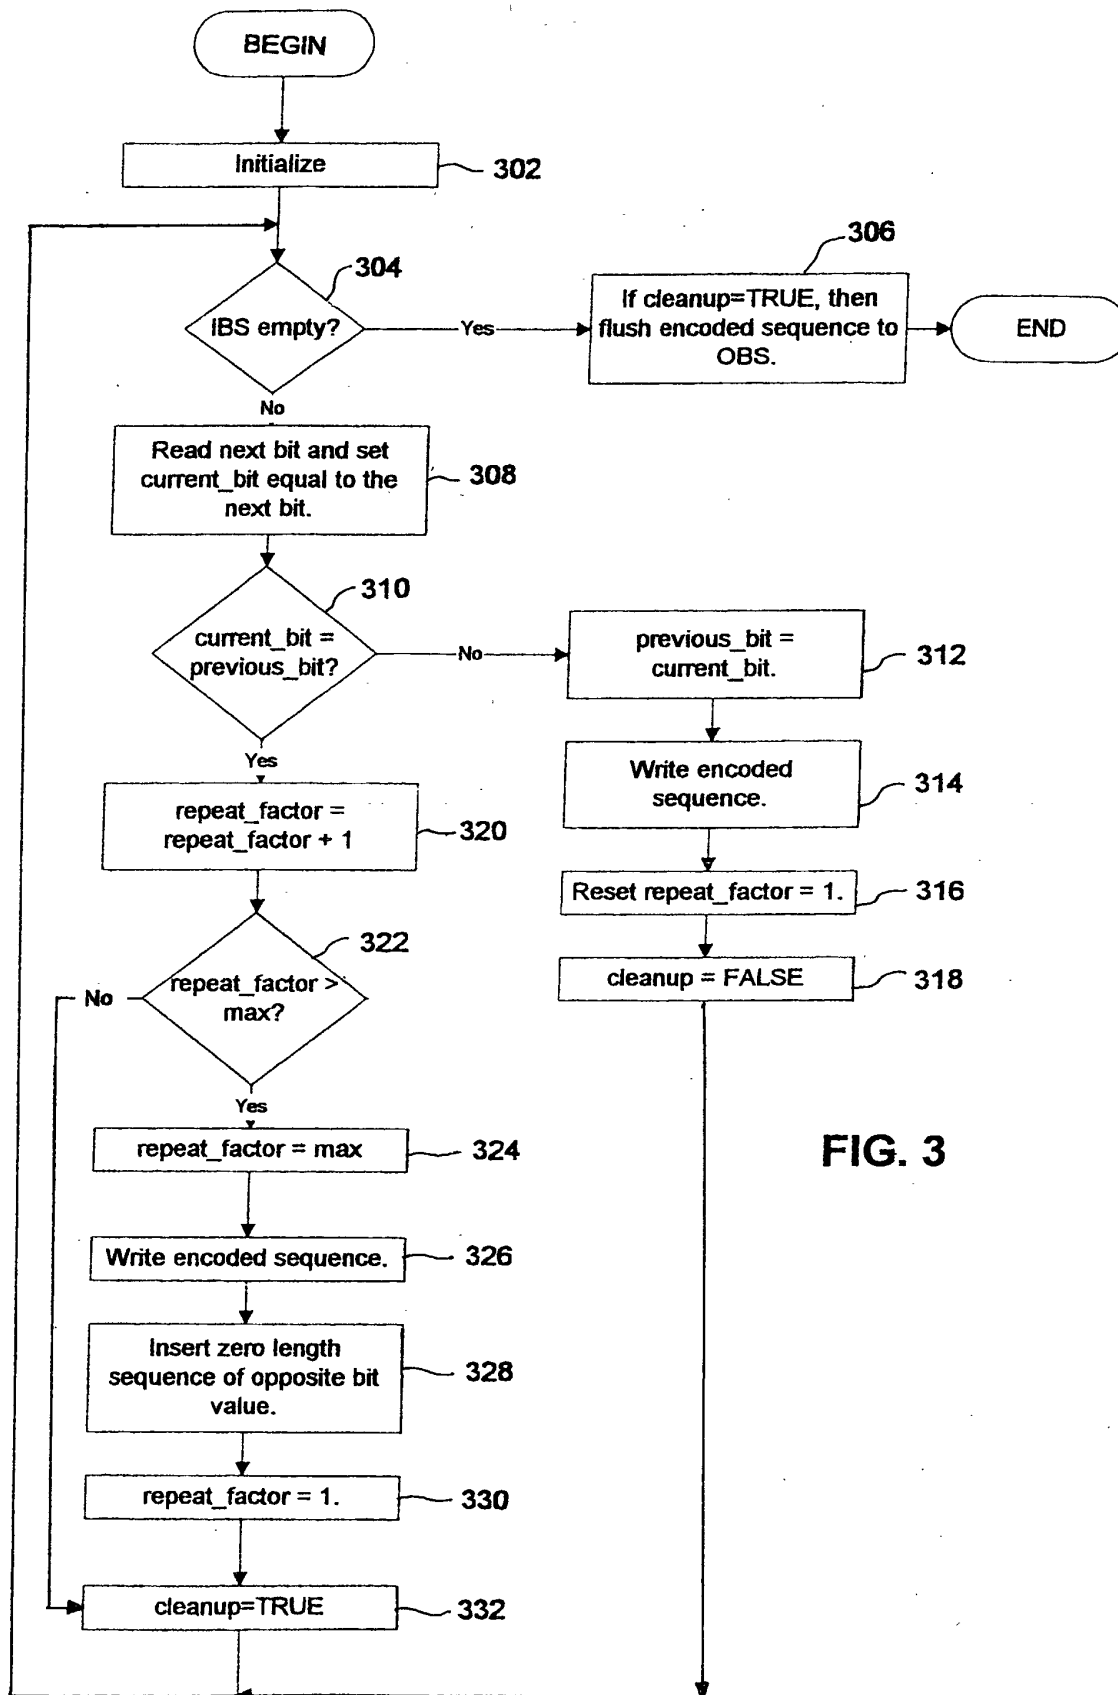 BEGIN
Initialize
302
304
IBS empty?
Yes
306
If cleanup=TRUE, then
flush encoded sequence to
OBS.
END
No
Read next bit and set
current_bit equal to the
next bit.
308
310
current_bit =
previous_bit?
No
previous_bit =
current_bit.
312
Write encoded
sequence.
314
Reset repeat_factor = 1.
316
cleanup = FALSE
318
Yes
repeat_factor =
repeat_factor + 1
320
322
repeat_factor >
max?
No
Yes
repeat_factor = max
324
Write encoded sequence.
326
Insert zero length
sequence of opposite bit
value.
328
repeat_factor = 1.
330
cleanup=TRUE
332
FIG. 3